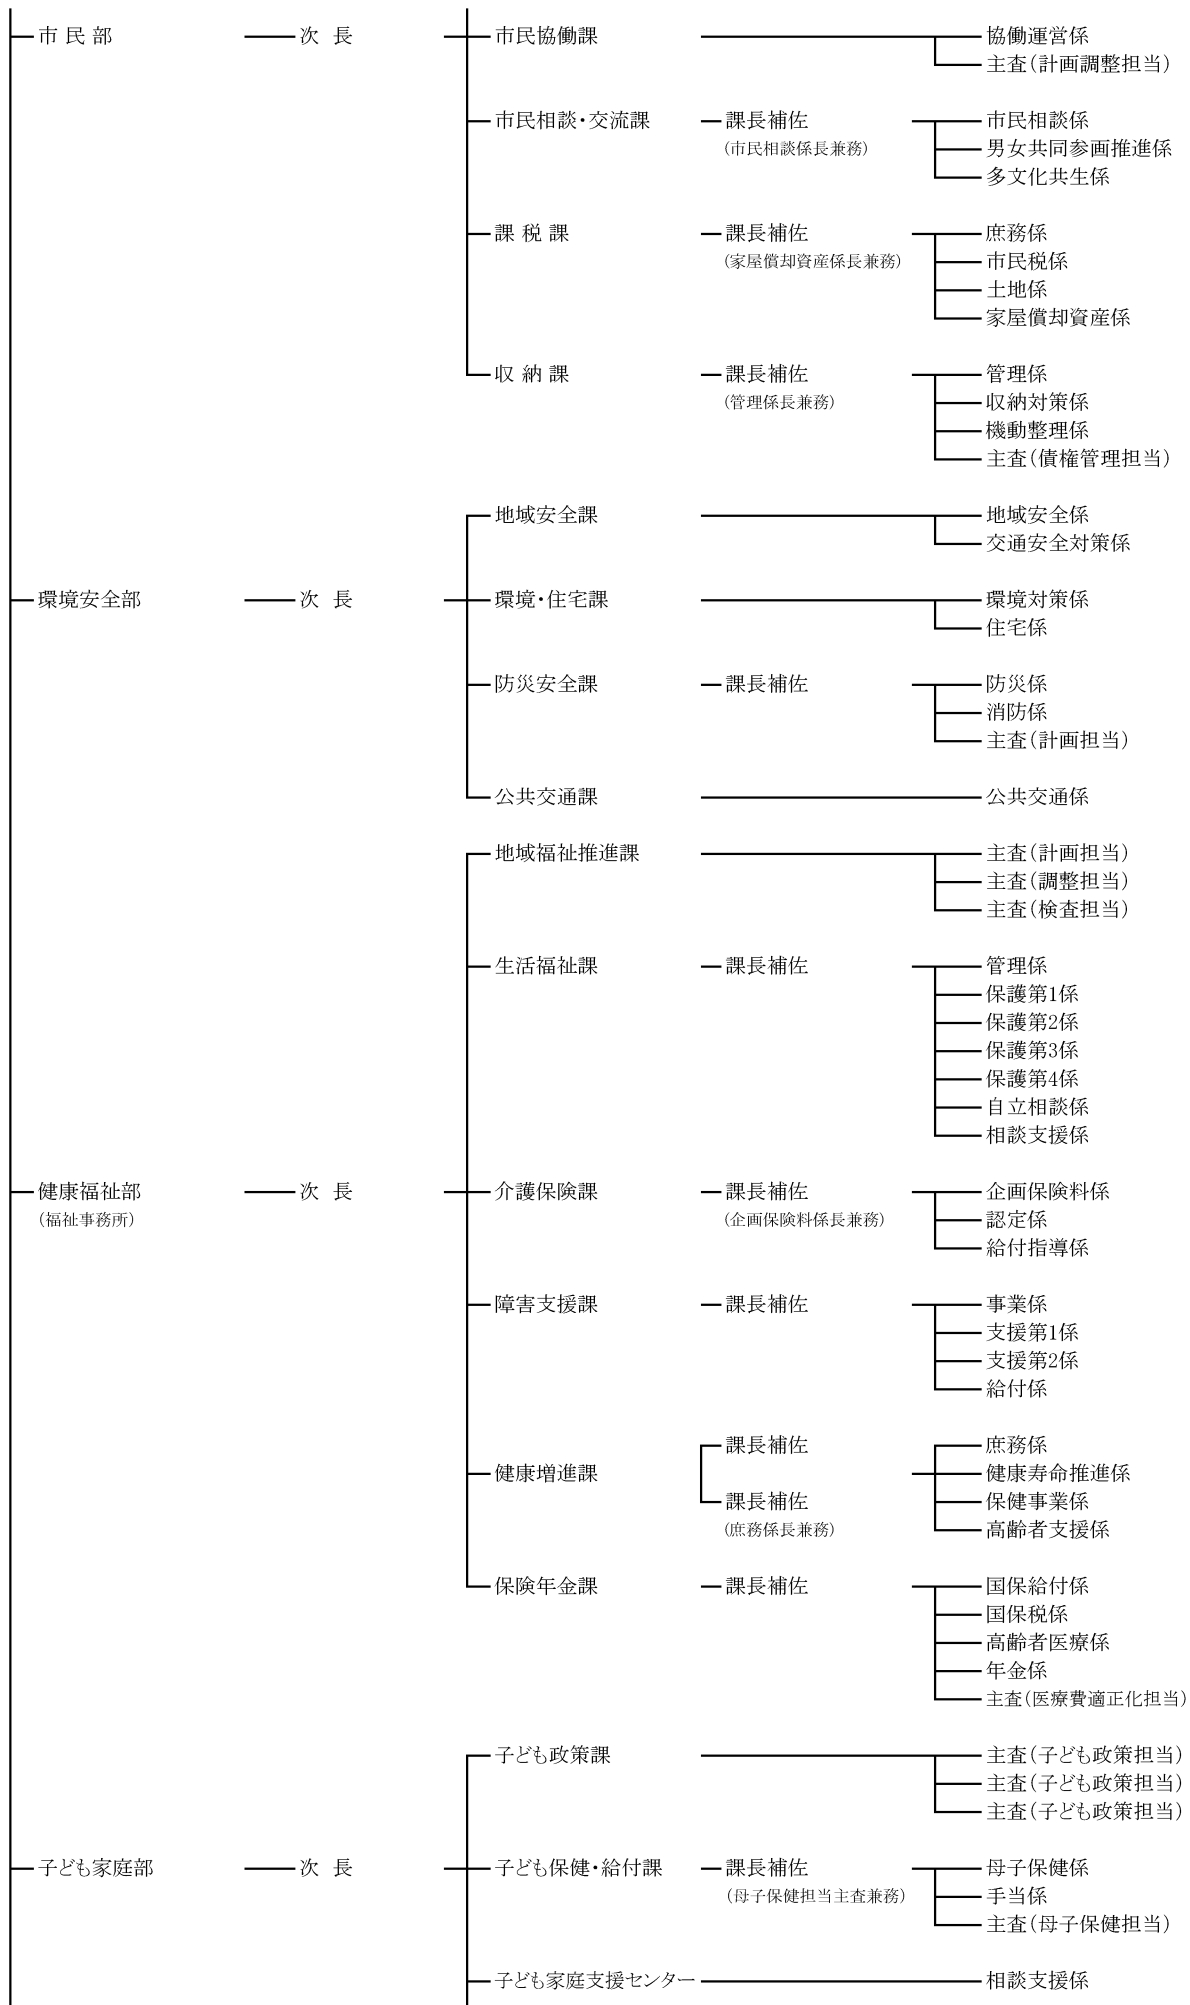 市 民 部 次 長 市民協働課 協働運営係
主査（計画調整担当）
市民相談・交流課 課長補佐 市民相談係
（市民相談係長兼務） 男女共同参画推進係
多文化共生係
課 税 課 課長補佐 庶務係
（家屋償却資産係長兼務） 市民税係
土地係
家屋償却資産係
収 納 課 課長補佐 管理係
（管理係長兼務） 収納対策係
機動整理係
主査（債権管理担当）
地域安全課 地域安全係
交通安全対策係
環境安全部 次 長 環境・住宅課 環境対策係
住宅係
防災安全課 課長補佐 防災係
消防係
主査（計画担当）
公共交通課 公共交通係
地域福祉推進課 主査（計画担当）
主査（調整担当）
主査（検査担当）
生活福祉課 課長補佐 管理係
保護第1係
保護第2係
保護第3係
保護第4係
自立相談係
相談支援係
健康福祉部 次 長 介護保険課 課長補佐 企画保険料係
（福祉事務所） （企画保険料係長兼務） 認定係
給付指導係
障害支援課 課長補佐 事業係
支援第1係
支援第2係
給付係
課長補佐 庶務係
健康増進課 健康寿命推進係
課長補佐 保健事業係
（庶務係長兼務） 高齢者支援係
保険年金課 課長補佐 国保給付係
国保税係
高齢者医療係
年金係
主査（医療費適正化担当）
子ども政策課 主査（子ども政策担当）
主査（子ども政策担当）
主査（子ども政策担当）
子ども家庭部 次 長 子ども保健・給付課 課長補佐 母子保健係
（母子保健担当主査兼務） 手当係
主査（母子保健担当）
子ども家庭支援センター 相談支援係